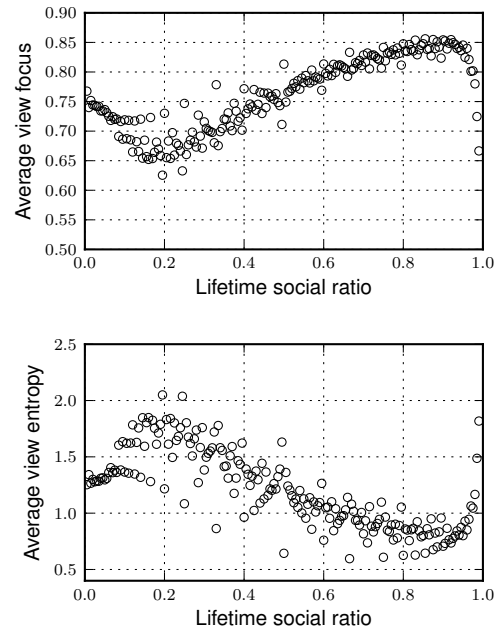 0.90
0.85
0.80
0.75
0.70
0.65
0.60
0.55
0.50
Average view focus
0.0 0.2 0.4 0.6 0.8 1.0
Lifetime social ratio
2.5
2.0
1.5
1.0
0.5
Average view entropy
0.0 0.2 0.4 0.6 0.8 1.0
Lifetime social ratio